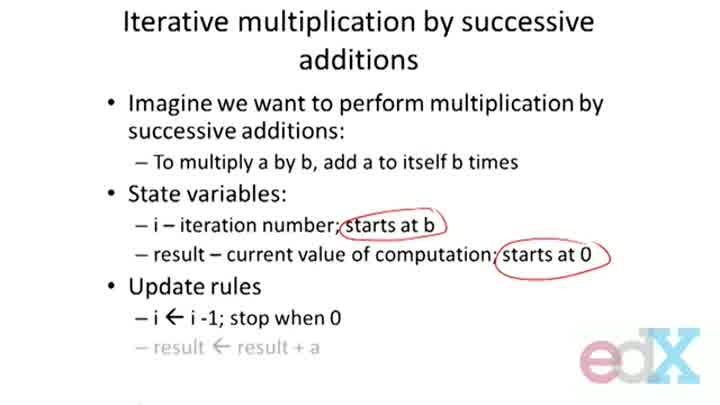 Iterative multiplication by successive
additions
• Imagine we want to perform multiplication by
successive additions:
– To multiply a by b, add a to itself b times
• State variables:
– i – iteration number; starts at b
– result – current value of computation; starts at 0
• Update rules
– i ← i -1; stop when 0
– result ← result + a
edX